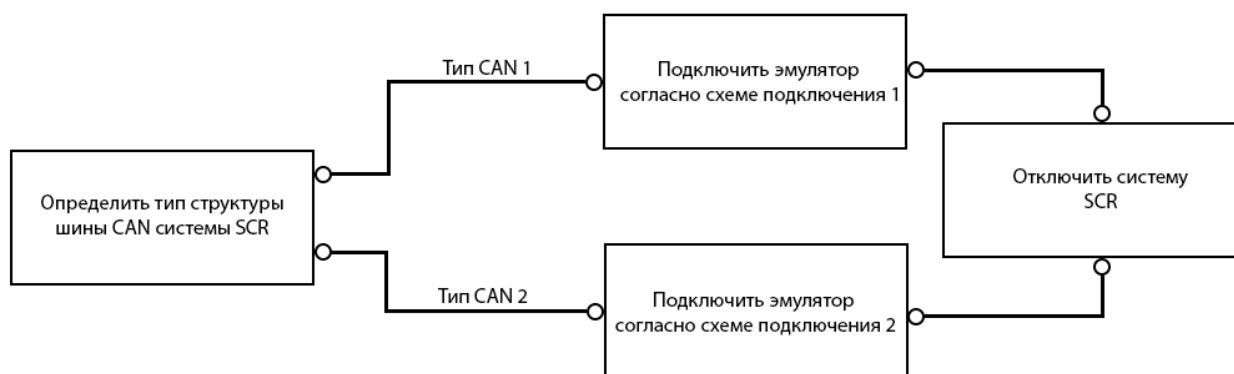 Тип CAN 1
Подключить эмулятор
согласно схеме подключения 1
Определить тип структуры
шины CAN системы SCR
Отключить систему
SCR
Тип CAN 2
Подключить эмулятор
согласно схеме подключения 2